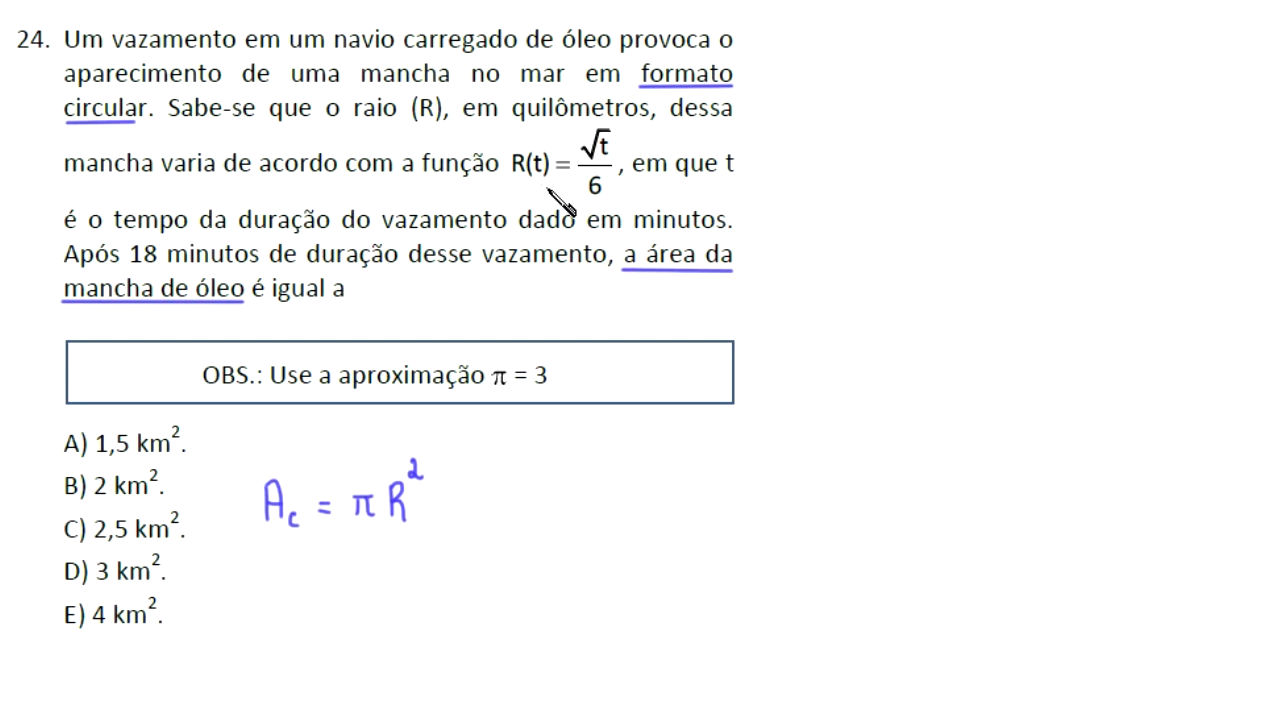 24. Um vazamento em um navio carregado de óleo provoca o
aparecimento de uma mancha no mar em formato
circular. Sabe-se que o raio (R), em quilômetros, dessa
mancha varia de acordo com a função R(t) = √t/6, em que t
é o tempo da duração do vazamento dado em minutos.
Após 18 minutos de duração desse vazamento, a área da
mancha de óleo é igual a
OBS.: Use a aproximação π = 3
A) 1,5 km².
B) 2 km².
C) 2,5 km².
D) 3 km².
E) 4 km².
A_c = π R²